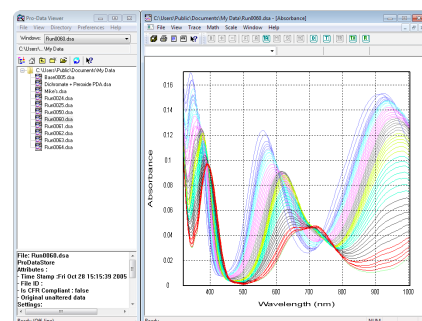 Pro-Data Viewer
File View Directory Preferences Help
Windows: Run0060.dsa
C:\Users\...\My Data
C:\Users\Public\Documents\My Data
Base0005.dsa
Dichromate + Peroxide PDA.dsa
Mike's.dsa
Run0024.dsa
Run0025.dsa
Run0050.dsa
Run0060.dsa
Run0061.dsa
Run0062.dsa
Run0063.dsa
Run0064.dsa
File: Run0060.dsa
ProDataStore
Attributes :
- Time Stamp :Fri Oct 28 15:15:39 2005
- File ID :
- Is CFR Compliant : false
- Original unaltered data
Settings:
C:\Users\Public\Documents\My Data\Run0060.dsa - [Absorbance]
File View Trace Math Scale Window Help
Absorbance
0.16
0.14
0.12
0.1
0.08
0.06
0.04
0.02
0
400 500 600 700 800 900 1000
Wavelength (nm)
Ready
NUM